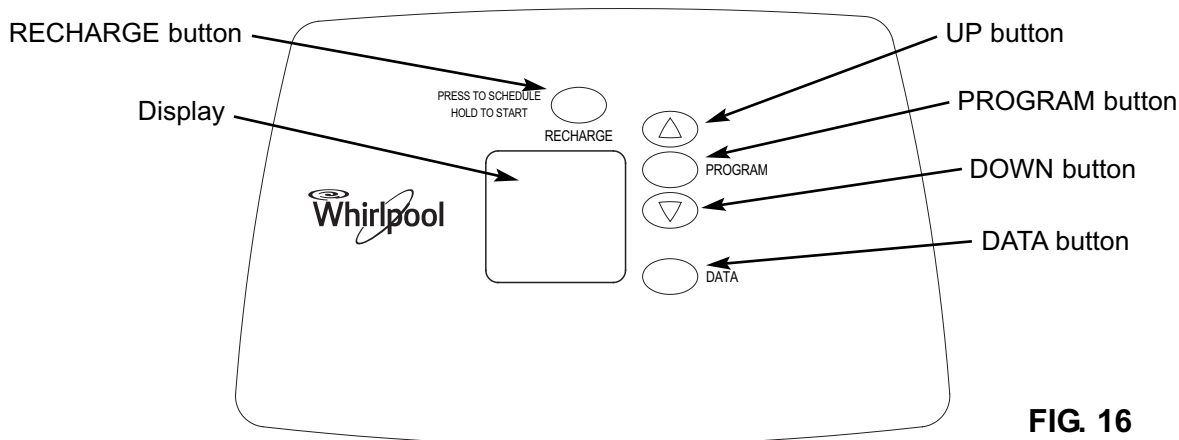 RECHARGE button
UP button
PRESS TO SCHEDULE
HOLD TO START
RECHARGE
PROGRAM button
Display
PROGRAM
DOWN button
Whirlpool
DATA button
DATA
FIG. 16